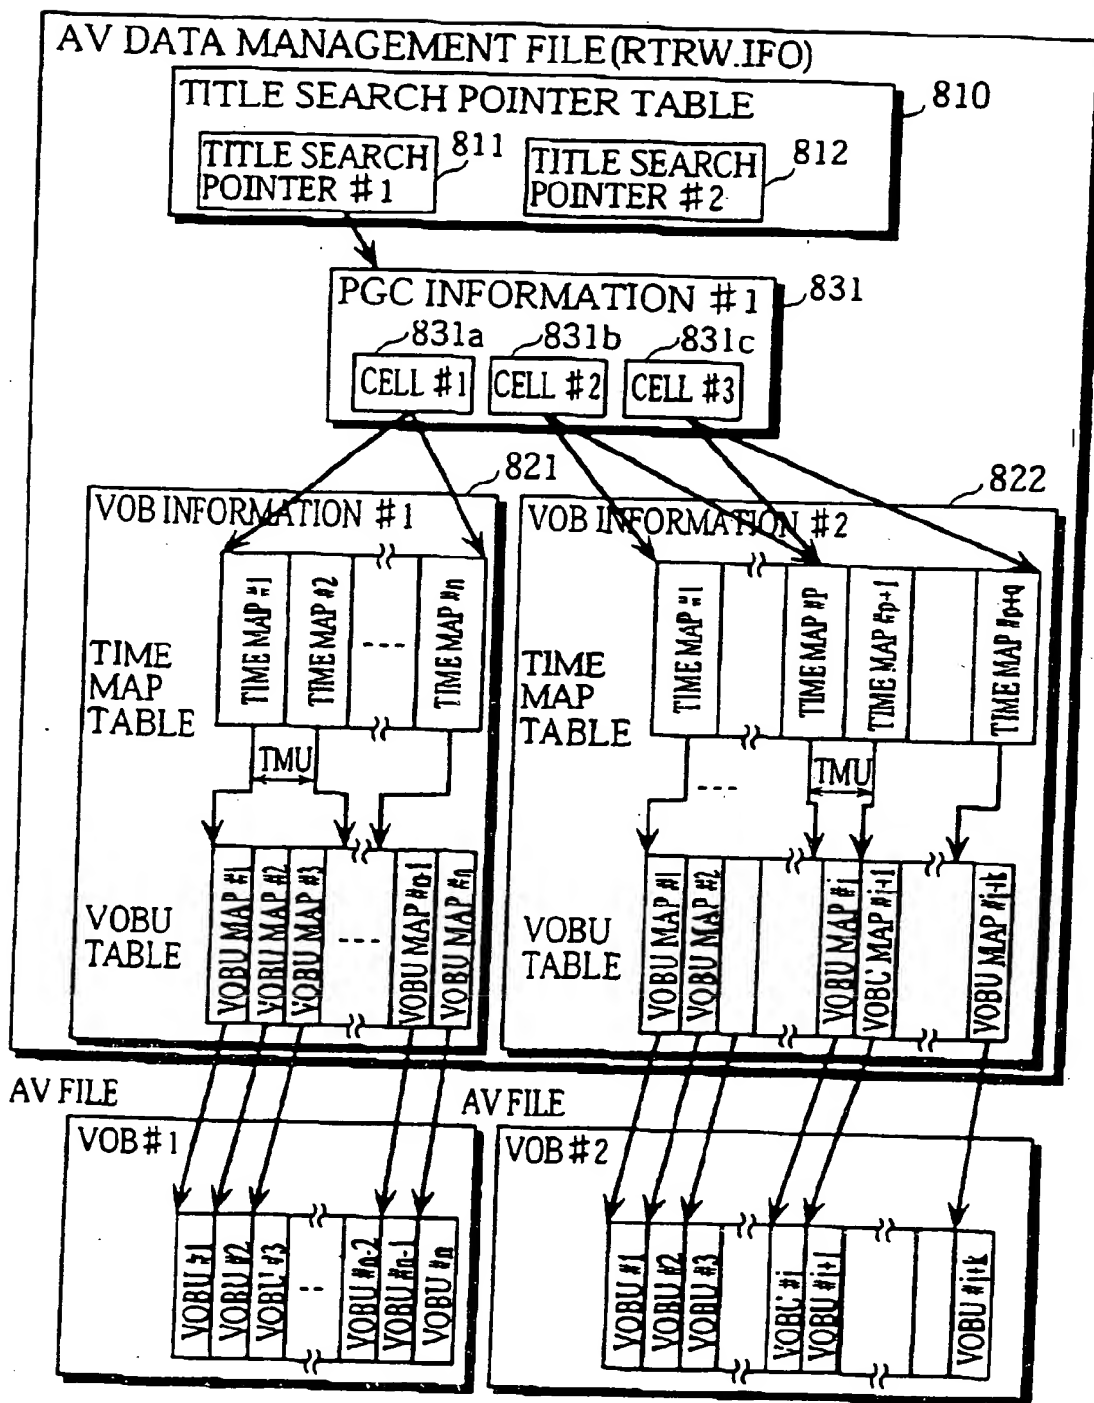 AV DATA MANAGEMENT FILE(RTRW.IFO)
TITLE SEARCH POINTER TABLE
810
TITLE SEARCH
POINTER #1
811
TITLE SEARCH
POINTER #2
812
PGC INFORMATION #1
831
831a
831b
831c
CELL #1
CELL #2
CELL #3
821
822
VOB INFORMATION #1
VOB INFORMATION #2
TIME
MAP
TABLE
TIME MAP #1
TIME MAP #2
----
TIME MAP #n
TIME
MAP
TABLE
TIME MAP #1
TIME MAP #P
TIME MAP #p+1
TIME MAP #p+q
TMU
---
TMU
VOBU
TABLE
VOBU MAP #1
VOBU MAP #2
VOBU MAP #3
----
VOBU MAP #n-1
VOBU MAP #n
VOBU
TABLE
VOBU MAP #1
VOBU MAP #2
VOBU MAP #i
VOBU MAP #i+1
VOBU MAP #i+k
AV FILE
AV FILE
VOB #1
VOB #2
VOBU #1
VOBU #2
VOBU #3
---
VOBU #n-2
VOBU #n-1
VOBU #n
VOBU #1
VOBU #2
VOBU #3
VOBU #i
VOBU #i+1
VOBU #i+k